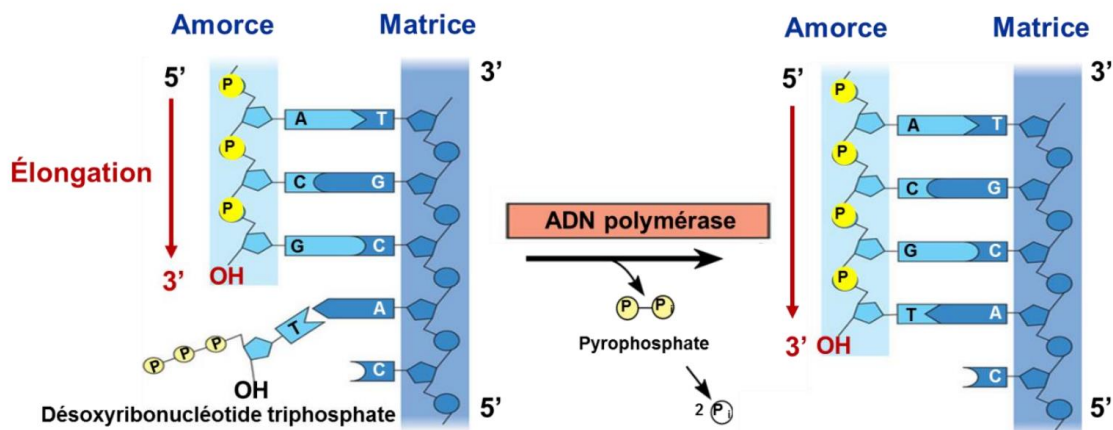 Amorce Matrice
5' 3'
P
A T
P
Élongation
C G
P
G C
3' OH
T A
P P P
C
OH
Désoxyribonucléotide triphosphate 5'
ADN polymérase
P P i
Pyrophosphate
2 P i
Amorce Matrice
5' 3'
P
A T
P
C G
P
G C
P
T A
3' OH
C
5'